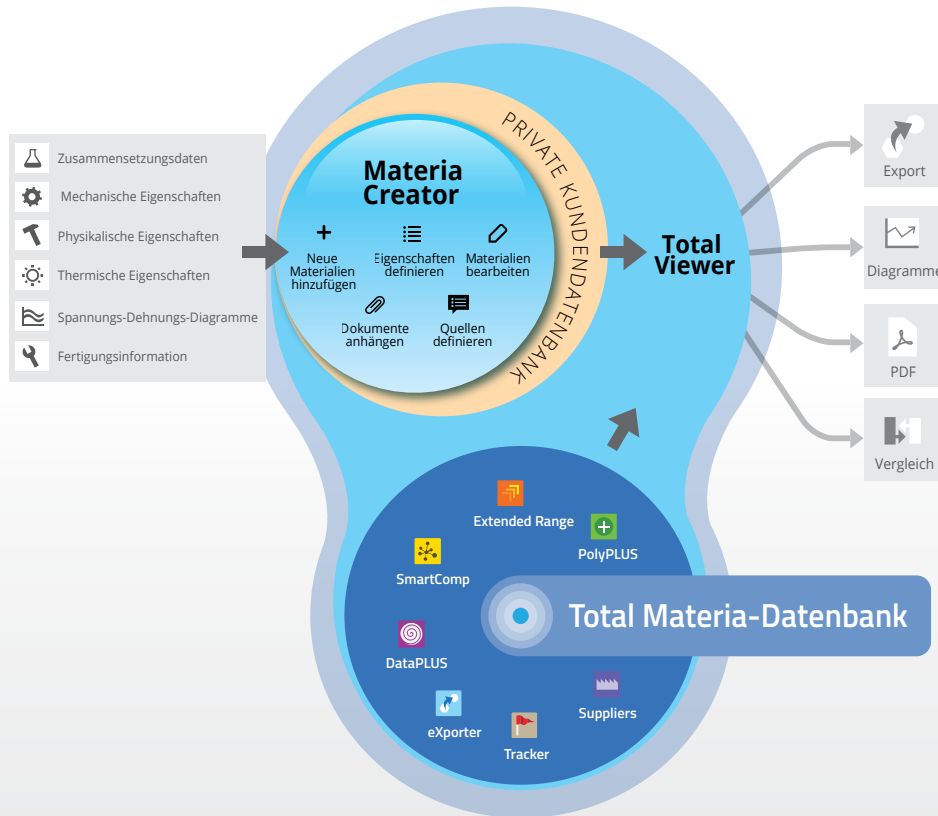 Zusammensetzungsdaten
Mechanische Eigenschaften
Physikalische Eigenschaften
Thermische Eigenschaften
Spannungs-Dehnungs-Diagramme
Fertigungsinformation
Materia
Creator
Neue
Materialien
hinzufügen
Eigenschaften
definieren
Materialien
bearbeiten
Dokumente
anhängen
Quellen
definieren
PRIVATE KUNDENDATENBANK
Total
Viewer
Export
Diagramme
PDF
Vergleich
Extended Range
PolyPLUS
SmartComp
Total Materia-Datenbank
DataPLUS
Suppliers
eXporter
Tracker